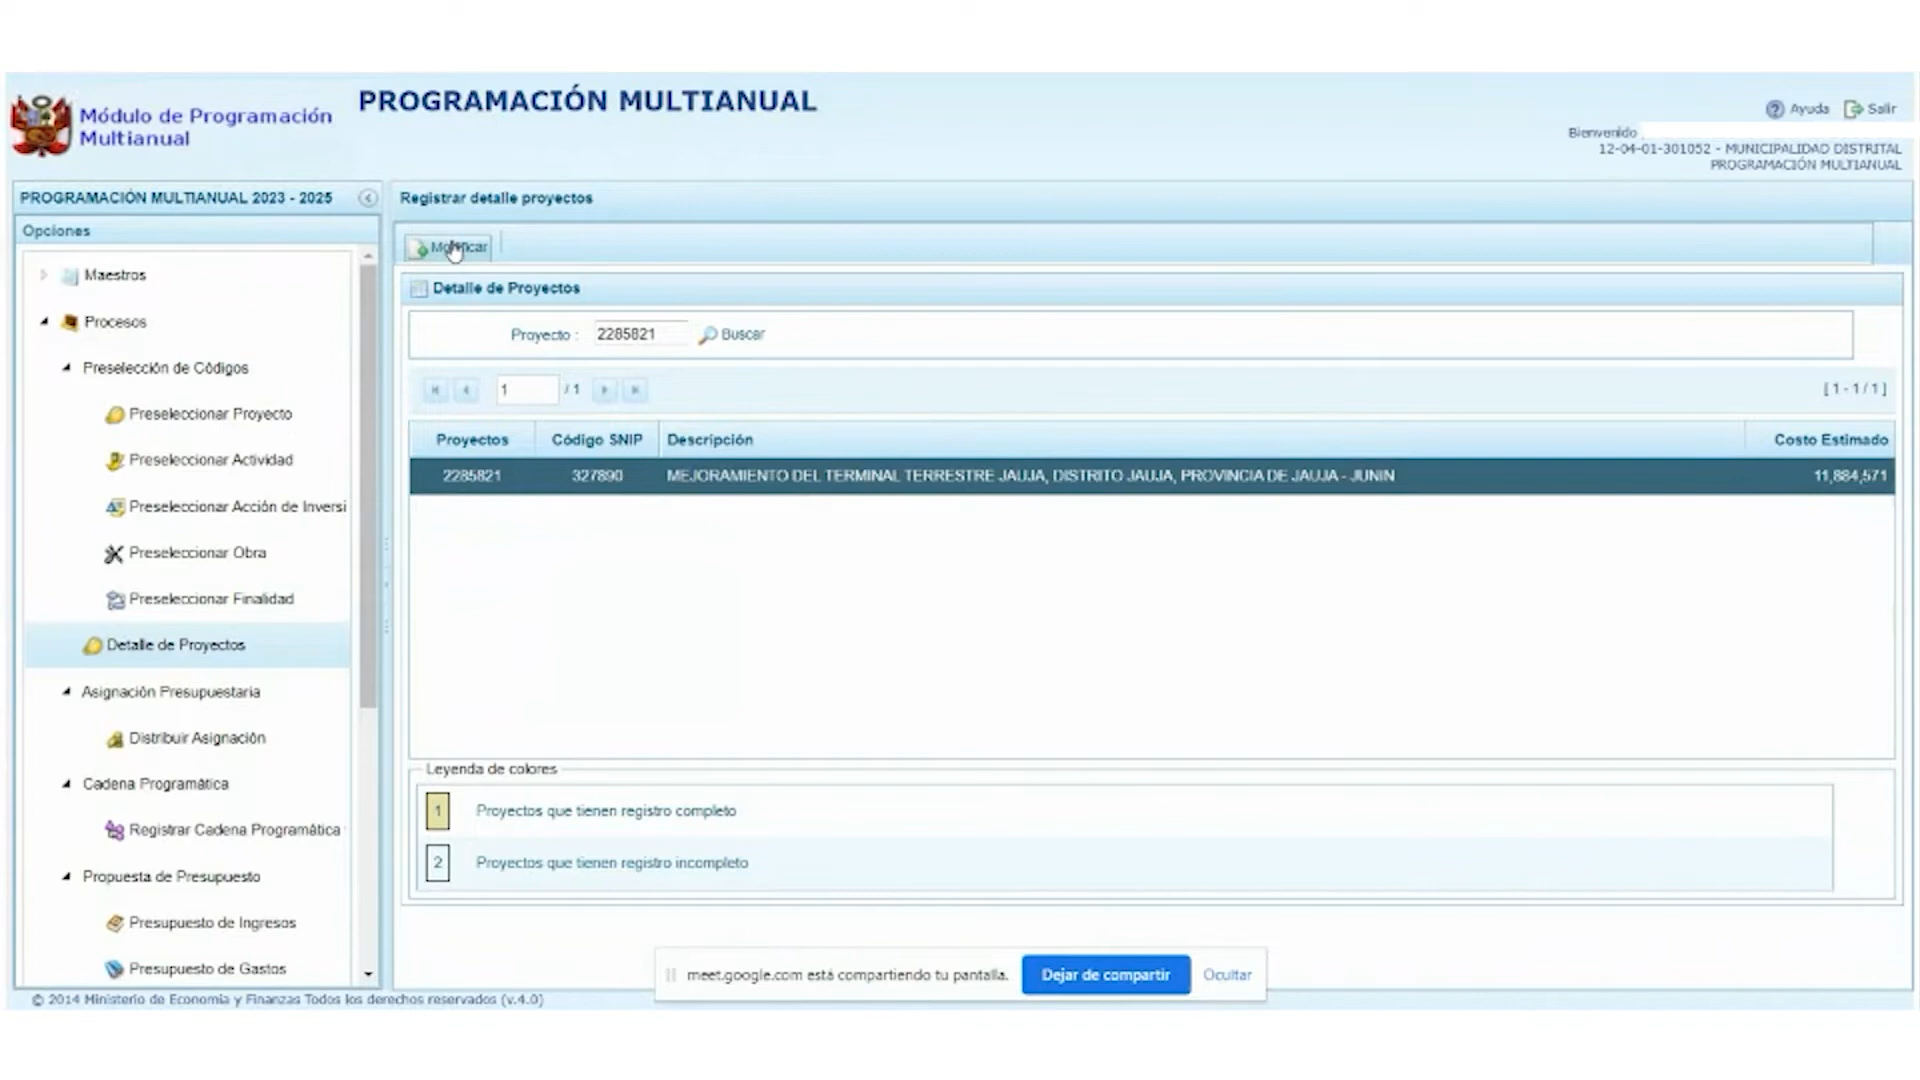 Módulo de Programación
Multianual
PROGRAMACIÓN MULTIANUAL
Ayuda Salir
Bienvenido
12-04-01-301052 - MUNICIPALIDAD DISTRITAL
PROGRAMACIÓN MULTIANUAL
PROGRAMACIÓN MULTIANUAL 2023 - 2025
Opciones
Maestros
Procesos
Preselección de Códigos
Preseleccionar Proyecto
Preseleccionar Actividad
Preseleccionar Acción de Inversi
Preseleccionar Obra
Preseleccionar Finalidad
Detalle de Proyectos
Asignación Presupuestaria
Distribuir Asignación
Cadena Programática
Registrar Cadena Programática
Propuesta de Presupuesto
Presupuesto de Ingresos
Presupuesto de Gastos
Registrar detalle proyectos
Modificar
Detalle de Proyectos
Proyecto : 2285821 Buscar
1 / 1 [ 1 - 1 / 1 ]
Proyectos Código SNIP Descripción Costo Estimado
2285821 327890 MEJORAMIENTO DEL TERMINAL TERRESTRE JAUJA, DISTRITO JAUJA, PROVINCIA DE JAUJA - JUNIN 11,884,571
Leyenda de colores
1 Proyectos que tienen registro completo
2 Proyectos que tienen registro incompleto
meet.google.com está compartiendo tu pantalla. Dejar de compartir Ocultar
© 2014 Ministerio de Economía y Finanzas Todos los derechos reservados (v.4.0)